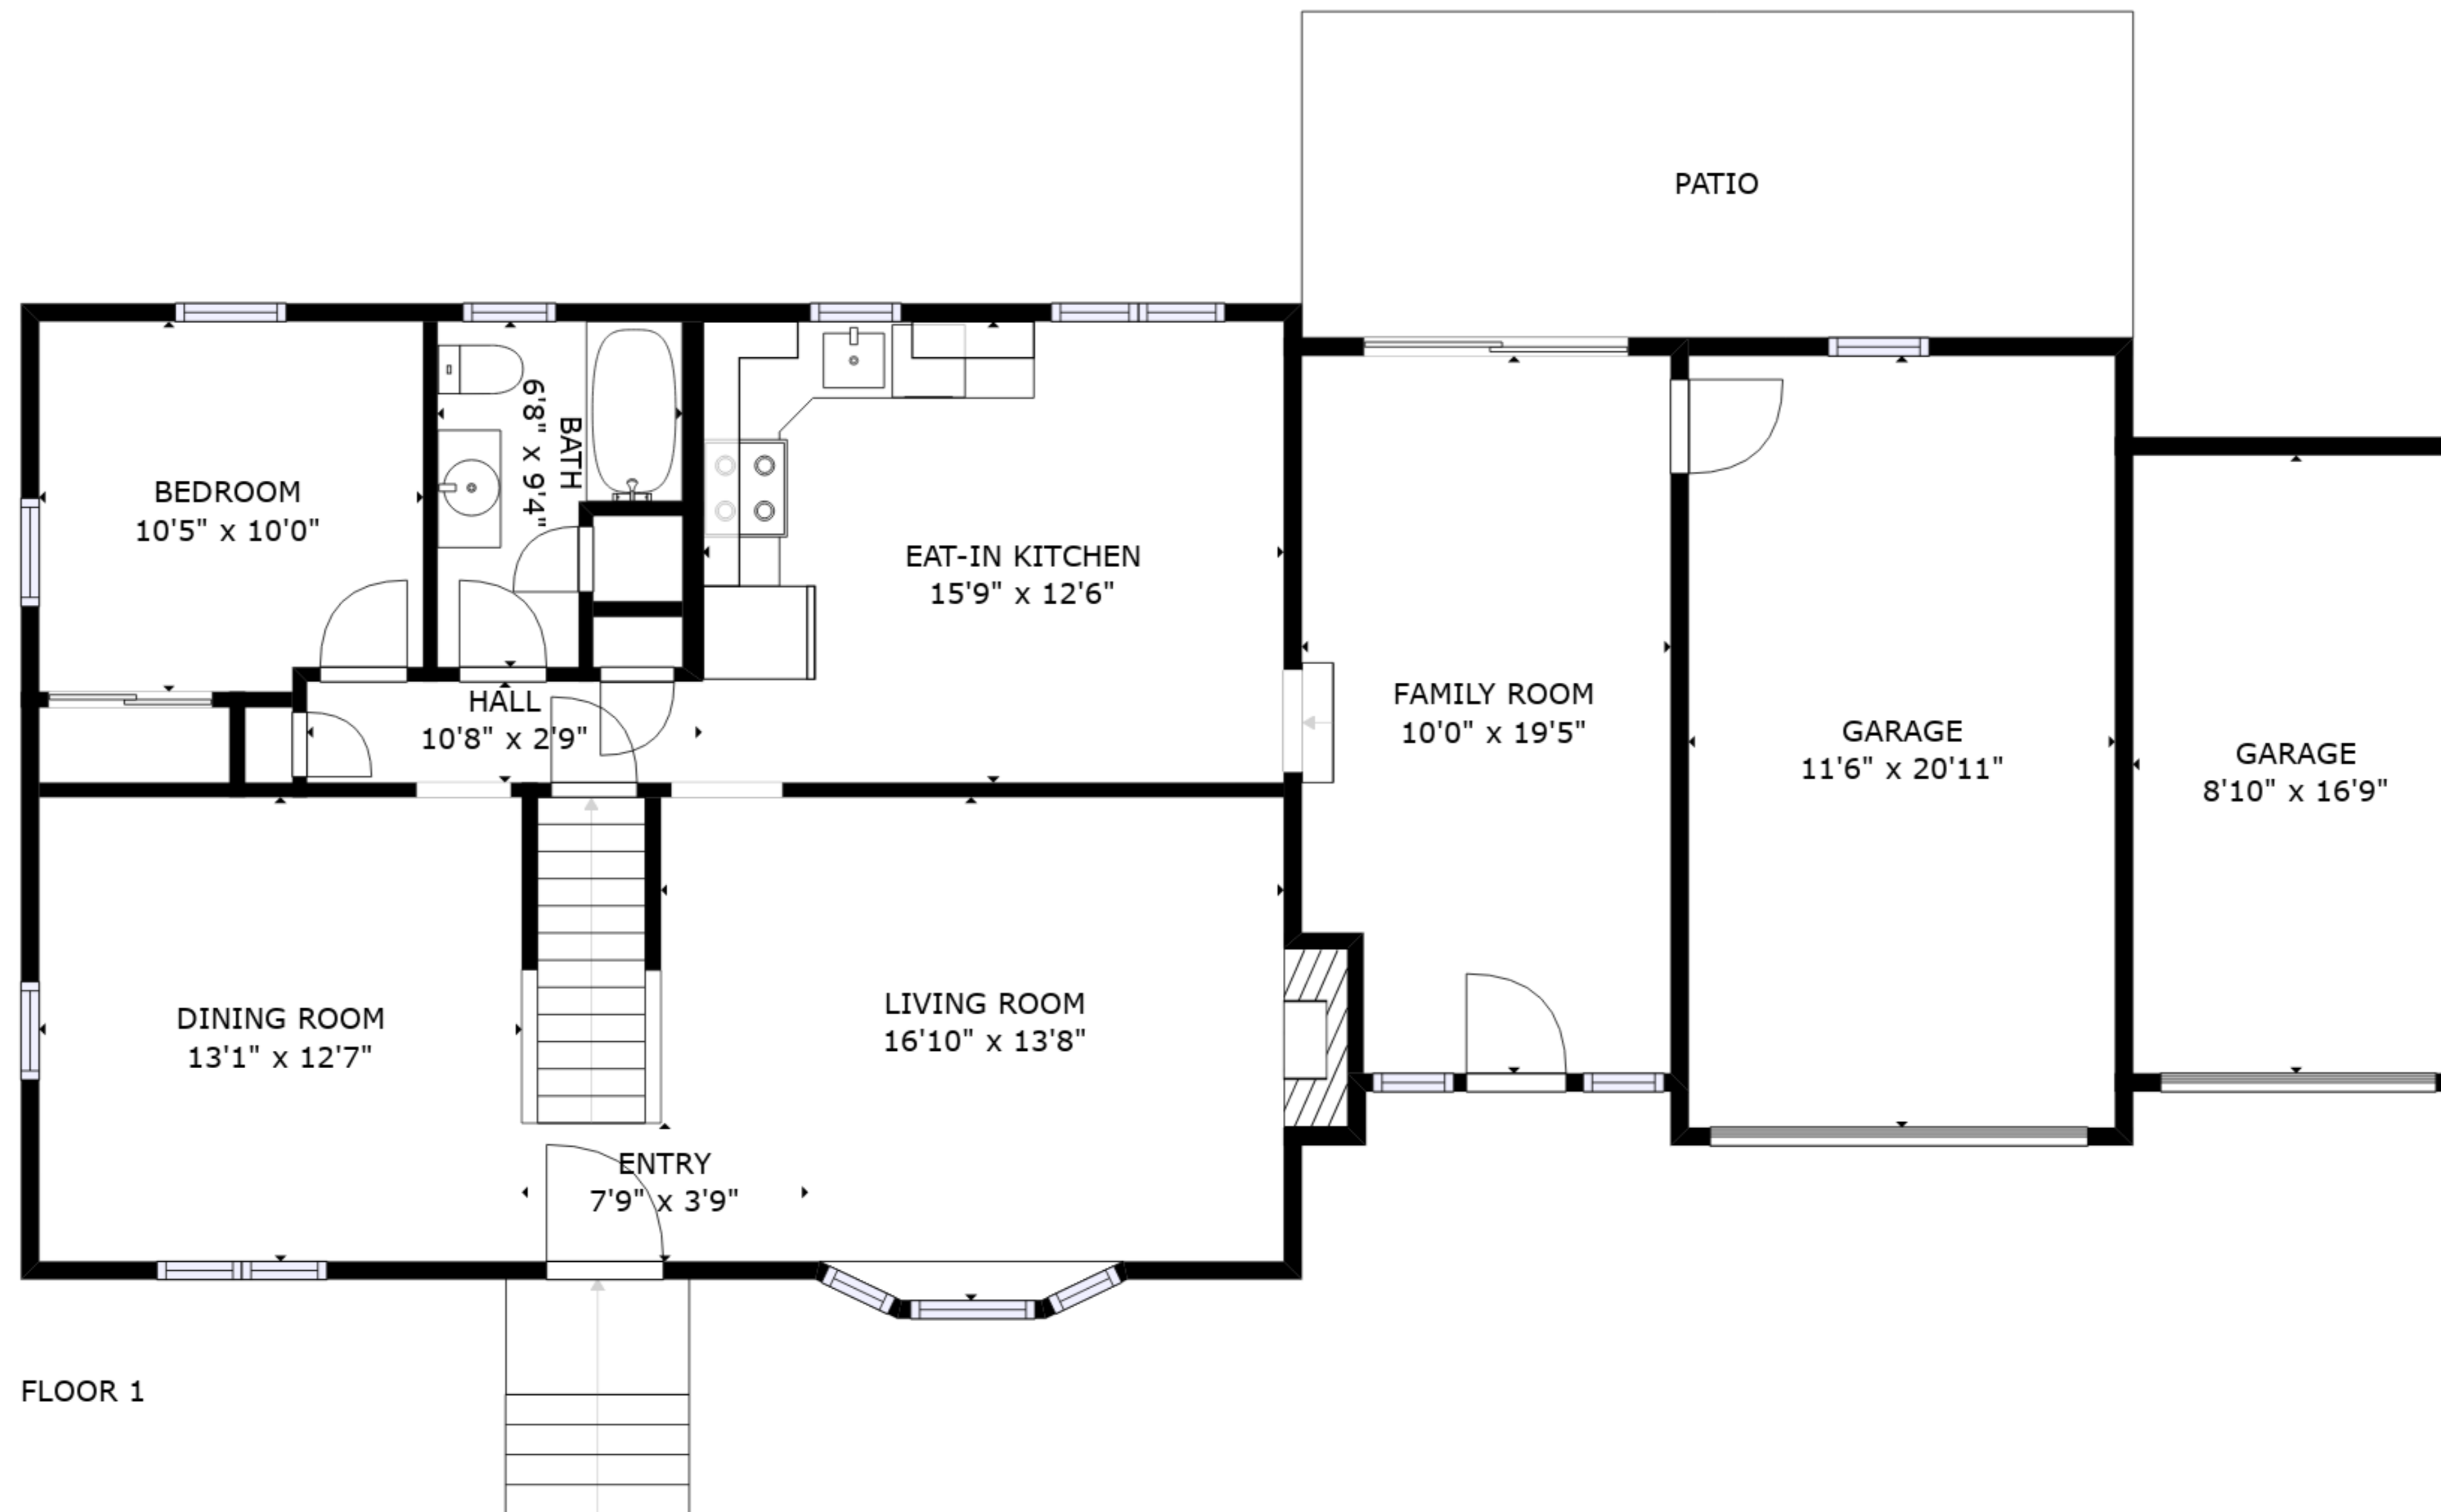 PATIO
BEDROOM
10'5" x 10'0"
BATH
6'8" x 9'4"
EAT-IN KITCHEN
15'9" x 12'6"
HALL
10'8" x 2'9"
FAMILY ROOM
10'0" x 19'5"
GARAGE
11'6" x 20'11"
GARAGE
8'10" x 16'9"
DINING ROOM
13'1" x 12'7"
LIVING ROOM
16'10" x 13'8"
ENTRY
7'9" x 3'9"
FLOOR 1